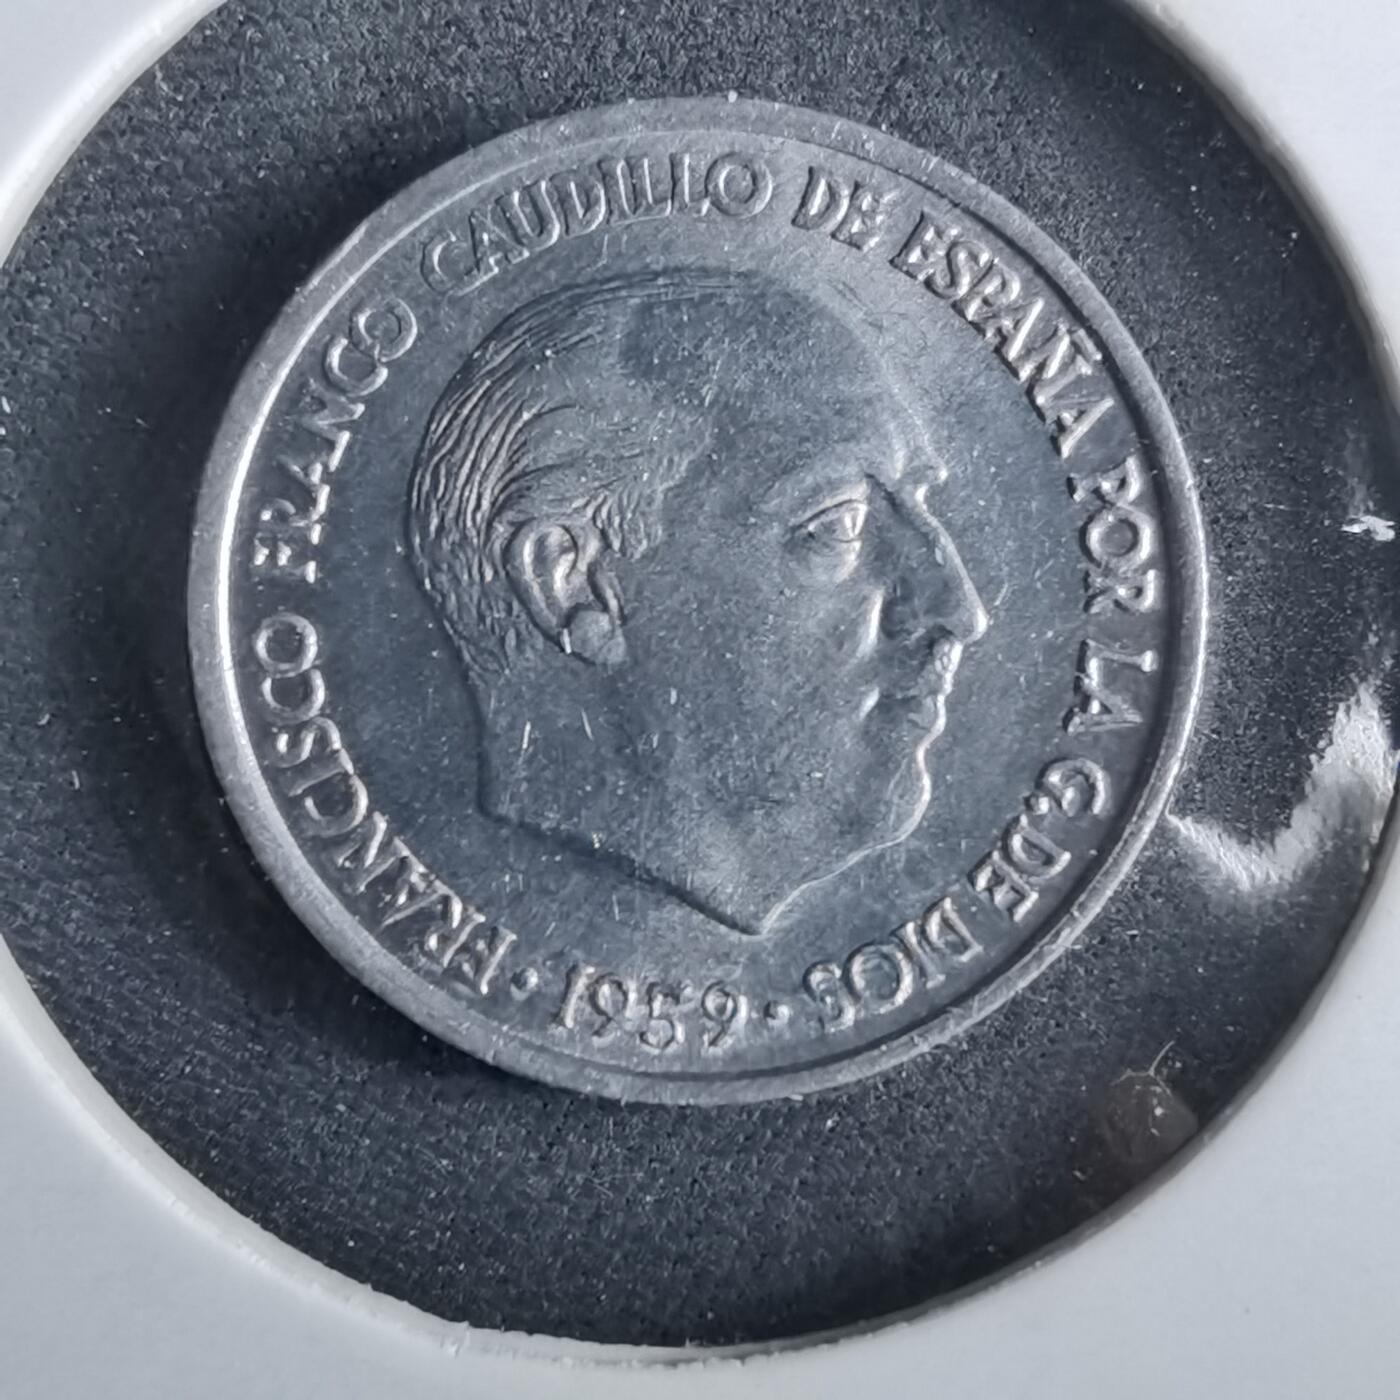 FRANCISCO FRANCO CAUDILLO DE ESPAÑA POR LA G.DE DIOS
• 1959 •